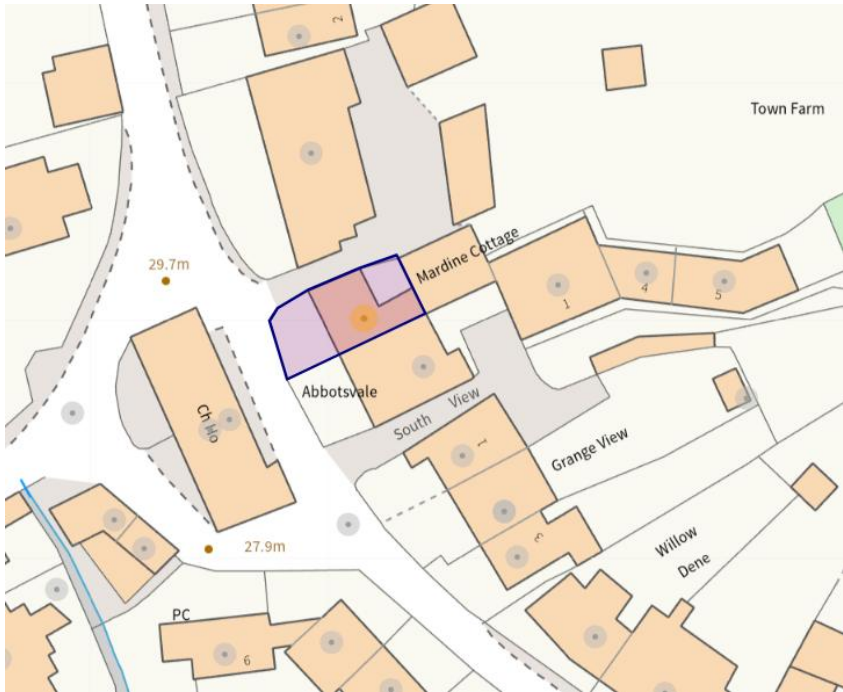 2
Town Farm
Mardine Cottage
29.7m
1
4
5
Abbotsvale
South View
Ch Ho
1
Grange View
3
27.9m
Willow
Dene
PC
6